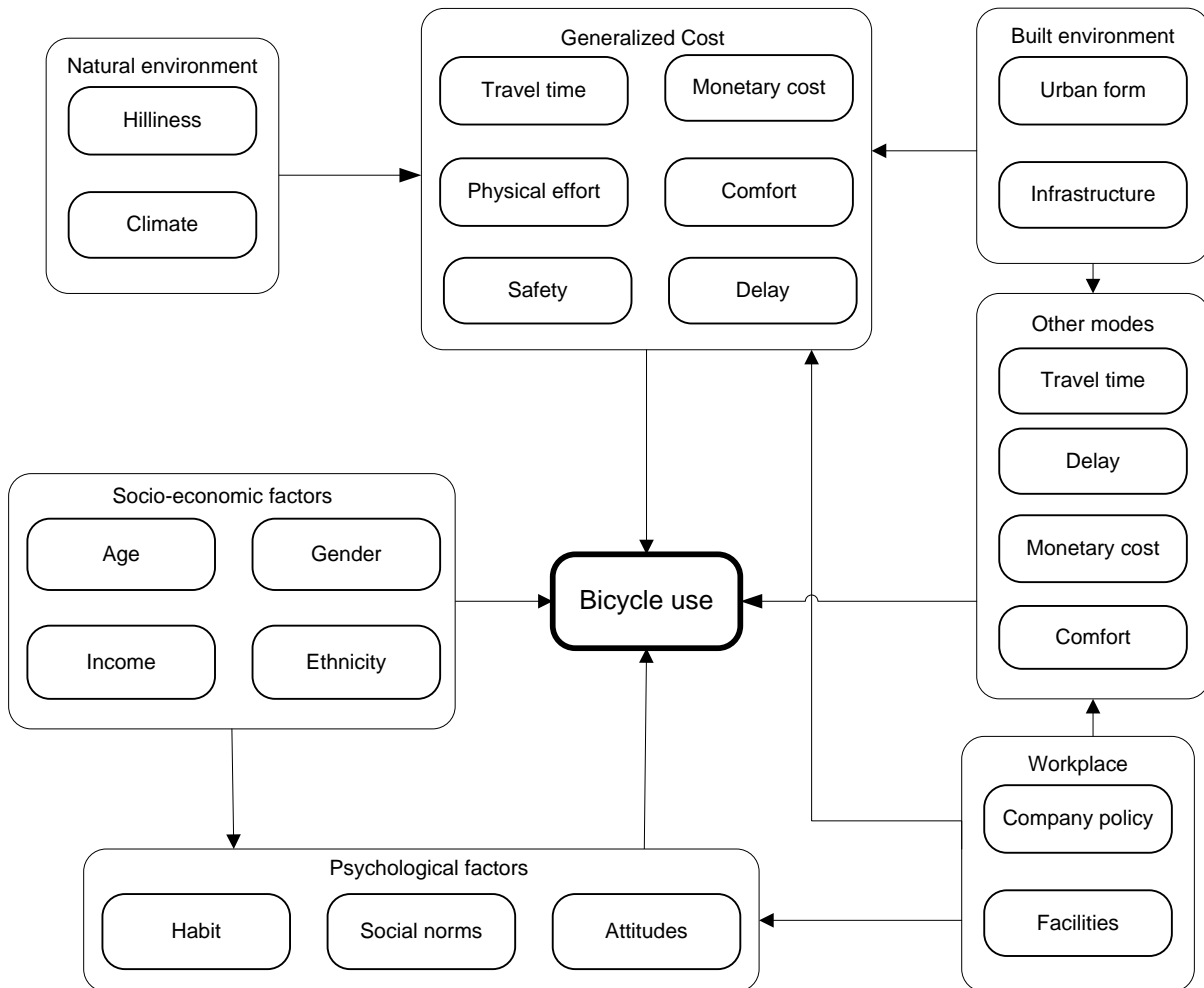 Natural environment
Hilliness
Climate
Generalized Cost
Travel time
Monetary cost
Physical effort
Comfort
Safety
Delay
Built environment
Urban form
Infrastructure
Other modes
Travel time
Delay
Monetary cost
Comfort
Socio-economic factors
Age
Gender
Income
Ethnicity
Bicycle use
Workplace
Company policy
Facilities
Psychological factors
Habit
Social norms
Attitudes